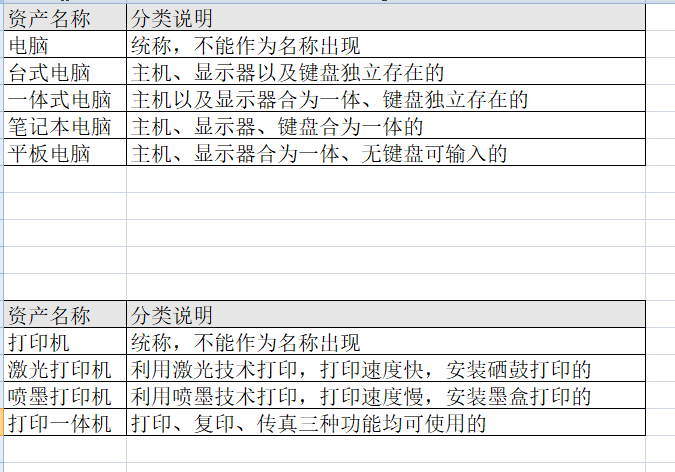 资产名称 分类说明
电脑 统称，不能作为名称出现
台式电脑 主机、显示器以及键盘独立存在的
一体式电脑 主机以及显示器合为一体、键盘独立存在的
笔记本电脑 主机、显示器、键盘合为一体的
平板电脑 主机、显示器合为一体、无键盘可输入的
资产名称 分类说明
打印机 统称，不能作为名称出现
激光打印机 利用激光技术打印，打印速度快，安装硒鼓打印的
喷墨打印机 利用喷墨技术打印，打印速度慢，安装墨盒打印的
打印一体机 打印、复印、传真三种功能均可使用的